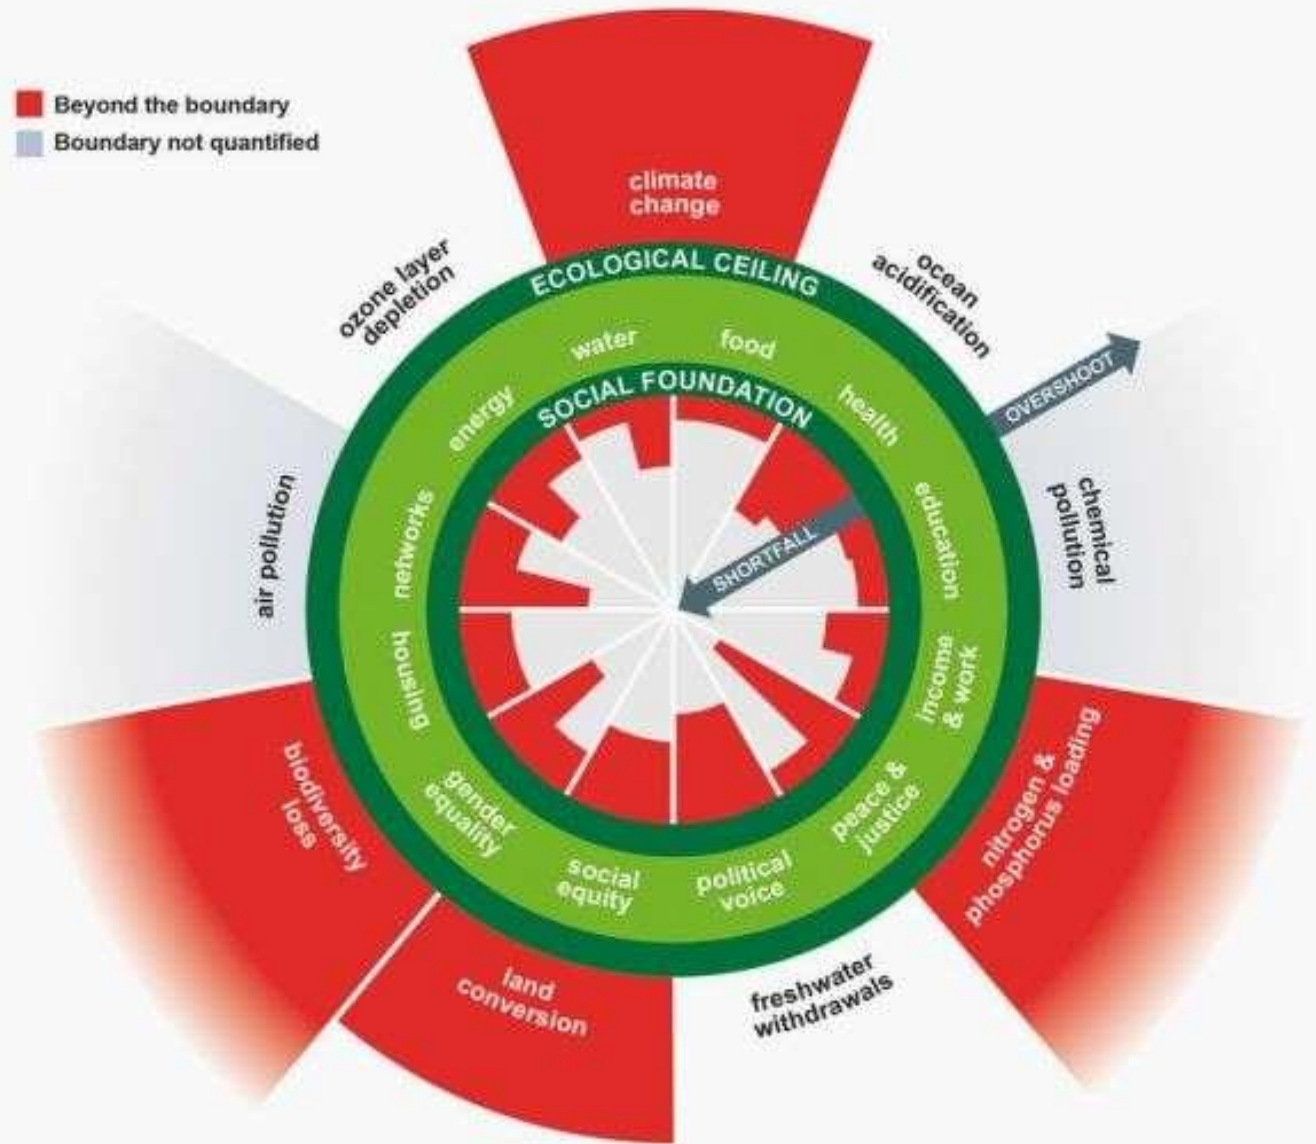 Beyond the boundary
Boundary not quantified
climate
change
ECOLOGICAL CEILING
ozone layer
depletion
ocean
acidification
water
food
energy
health
SOCIAL FOUNDATION
OVERSHOOT
SHORTFALL
networks
education
air pollution
chemical
pollution
housing
income
& work
biodiversity
loss
gender
equality
peace &
justice
nitrogen &
phosphorus loading
social
equity
political
voice
land
conversion
freshwater
withdrawals